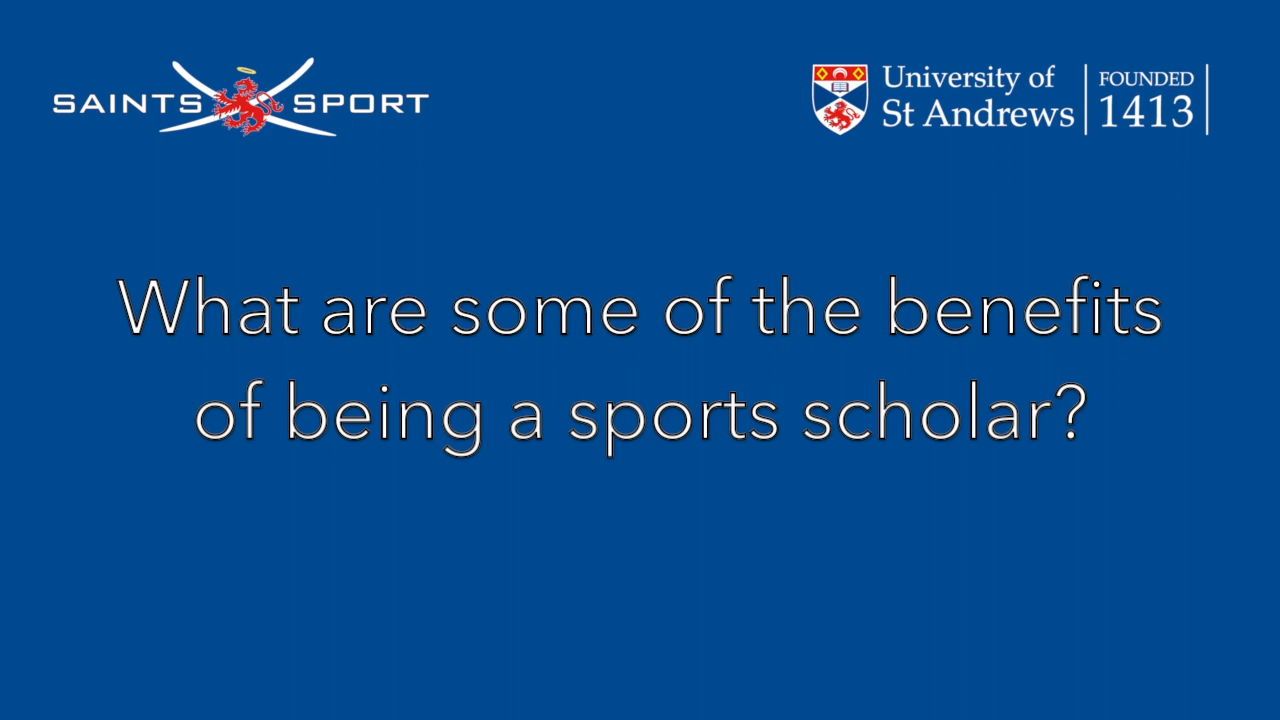 SAINTS SPORT
University of
St Andrews
FOUNDED
1413
What are some of the benefits
of being a sports scholar?